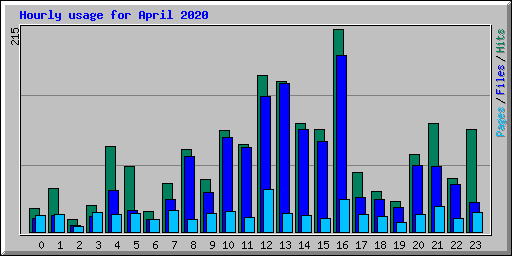 Hourly usage for April 2020
215
Pages / Files / Hits
0 1 2 3 4 5 6 7 8 9 10 11 12 13 14 15 16 17 18 19 20 21 22 23